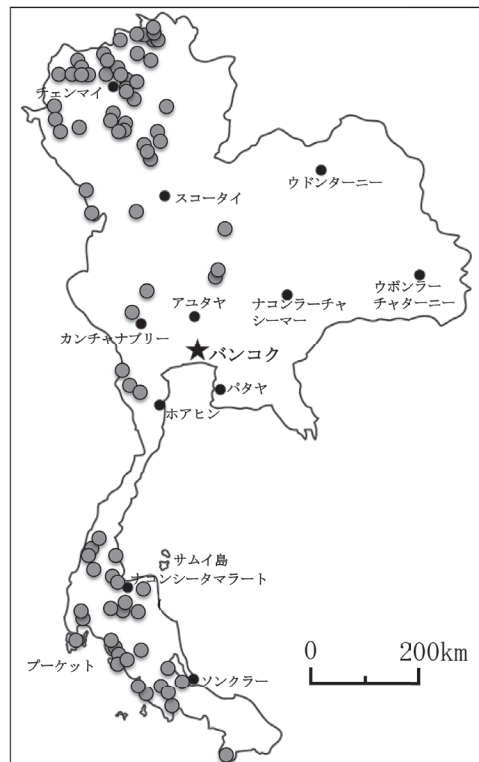 チェンマイ
スコータイ
ウドンターニー
アユタヤ
ナコンラーチャ
シーマー
ウボンラー
チャターニー
カンチャナブリー
バンコク
パタヤ
ホアヒン
サムイ島
ナコンシータマラート
プーケット
ソンクラー
0
200km